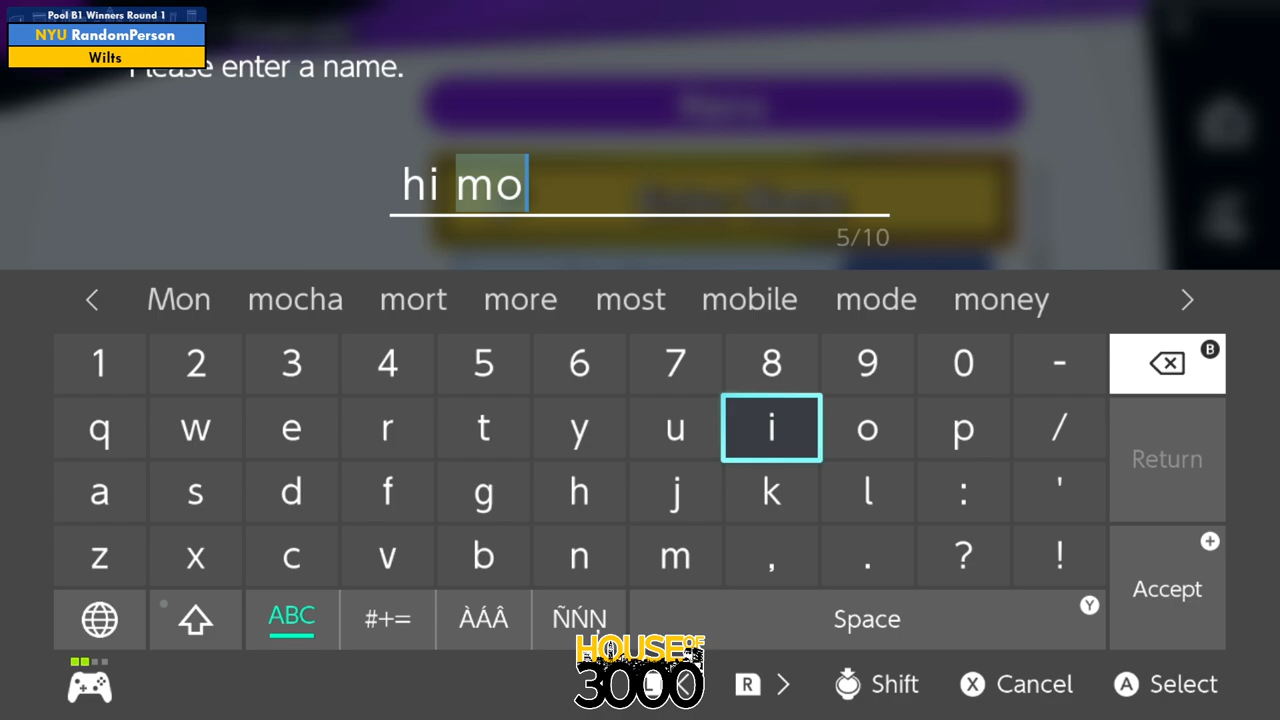 Pool B1 Winners Round 1
NYU RandomPerson
Wilts
Please enter a name.
hi mo
5/10
< Mon mocha mort more most mobile mode money >
1 2 3 4 5 6 7 8 9 0 - B
q w e r t y u i o p /
Return
a s d f g h j k l : '
z x c v b n m , . ? ! +
Accept
ABC #+= ÀÁÂ ÑŃŅ Space Y
HOUSE OF
3000
L < R > Shift X Cancel A Select